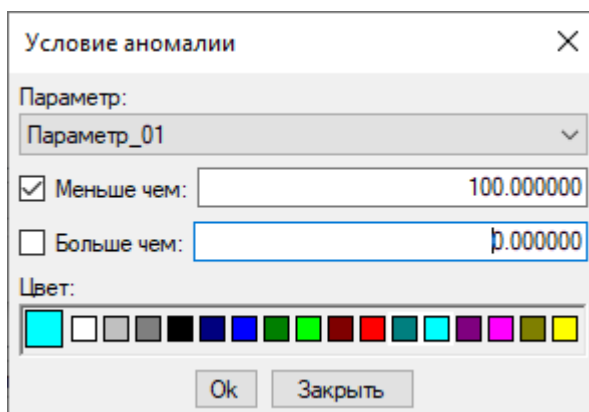 Условие аномалии
Параметр:
Параметр_01
Меньше чем: 100.000000
Больше чем: 0.000000
Цвет:
Ok Закрыть